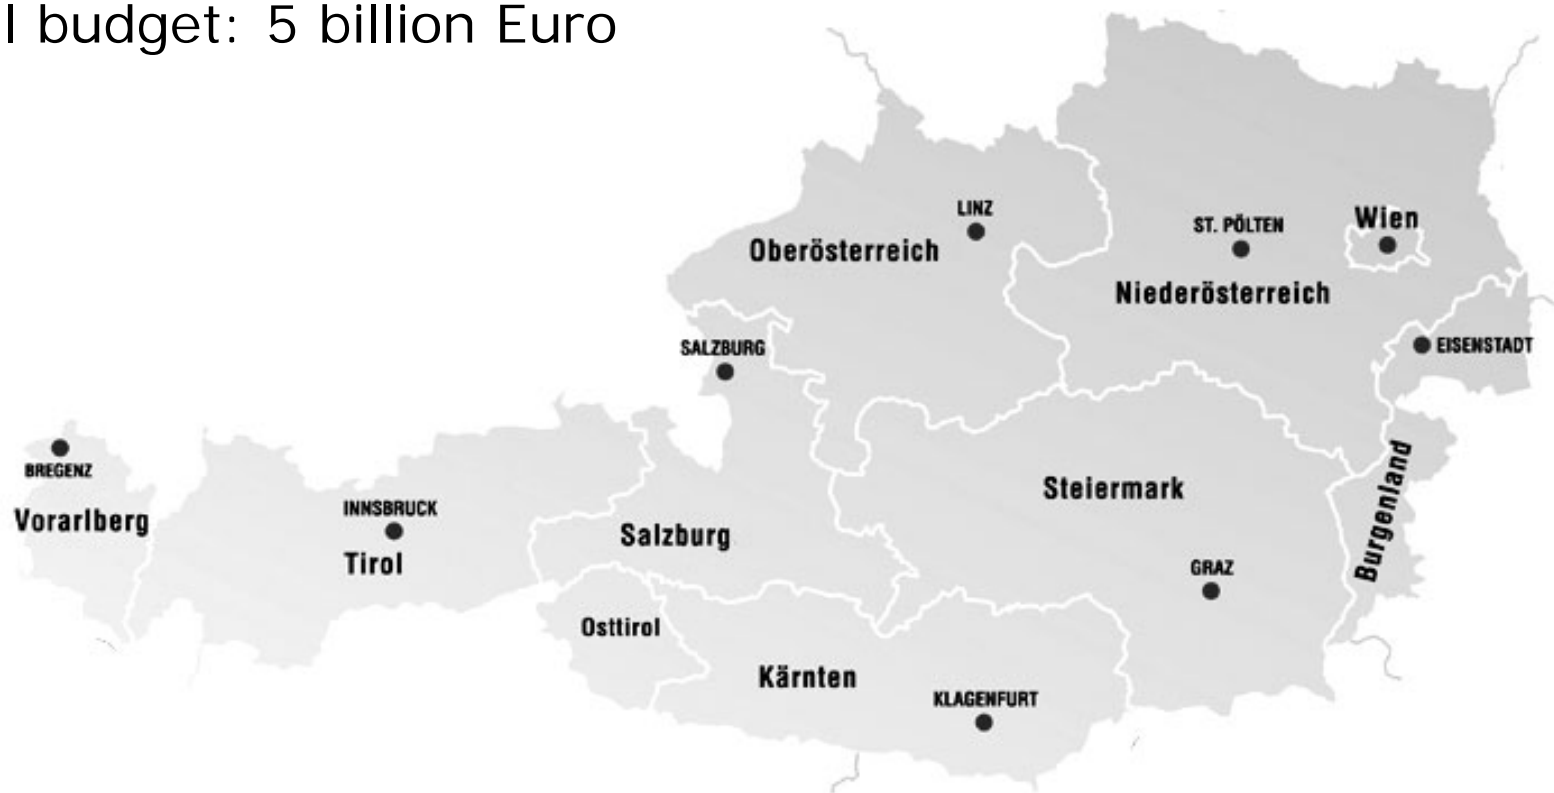 l budget: 5 billion Euro
LINZ
Oberösterreich
ST. PÖLTEN
Wien
Niederösterreich
SALZBURG
EISENSTADT
BREGENZ
Vorarlberg
INNSBRUCK
Tirol
Salzburg
Steiermark
Burgenland
GRAZ
Osttirol
Kärnten
KLAGENFURT